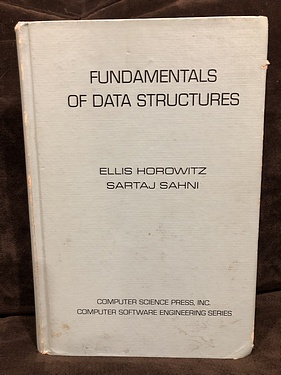 FUNDAMENTALS
OF DATA STRUCTURES
ELLIS HOROWITZ
SARTAJ SAHNI
COMPUTER SCIENCE PRESS, INC.
COMPUTER SOFTWARE ENGINEERING SERIES